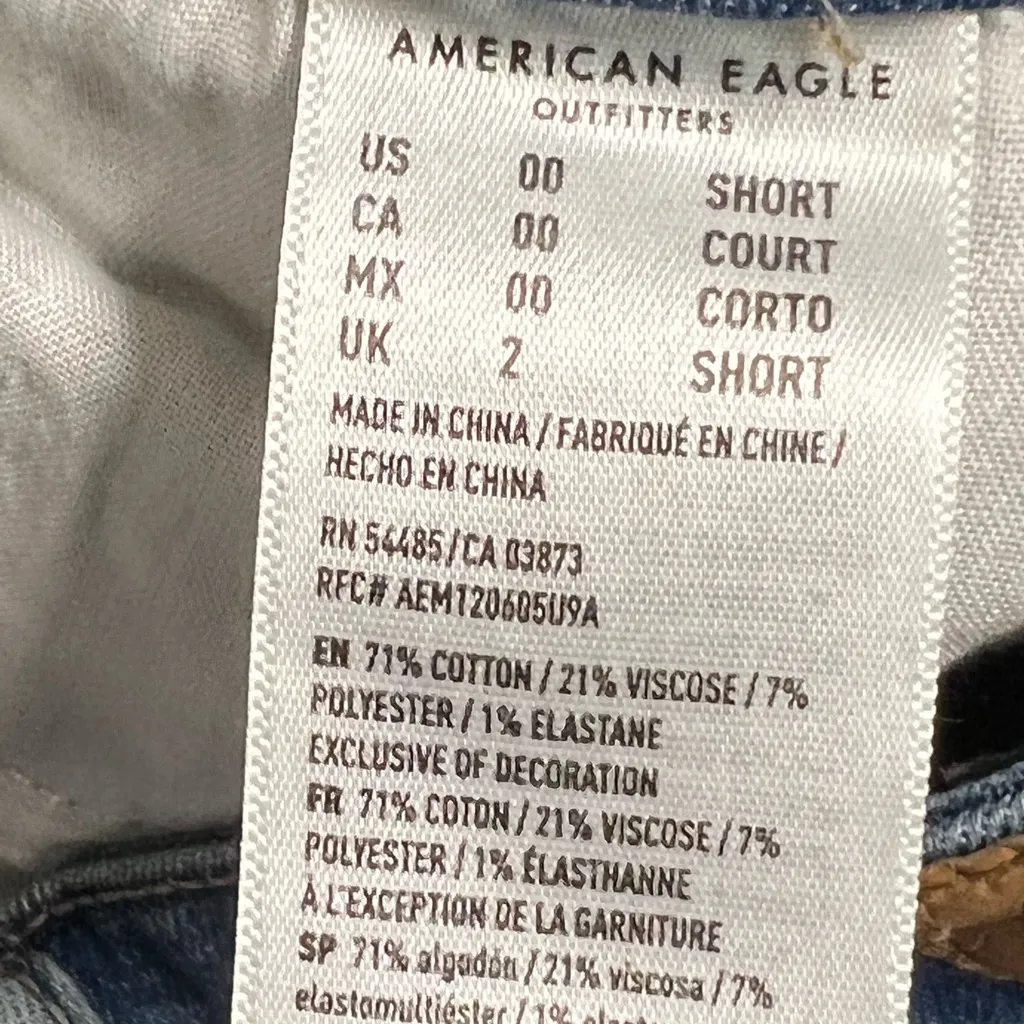 AMERICAN EAGLE
OUTFITTERS
US 00 SHORT
CA 00 COURT
MX 00 CORTO
UK 2 SHORT
MADE IN CHINA / FABRIQUÉ EN CHINE /
HECHO EN CHINA
RN 54485/CA 03873
RFC# AEM120605U9A
EN 71% COTTON / 21% VISCOSE / 7%
POLYESTER / 1% ELASTANE
EXCLUSIVE OF DECORATION
FR 71% COTON / 21% VISCOSE / 7%
POLYESTER / 1% ÉLASTHANNE
À L'EXCEPTION DE LA GARNITURE
SP 71% algodón / 21% viscosa / 7%
elastomultiéster / 1%